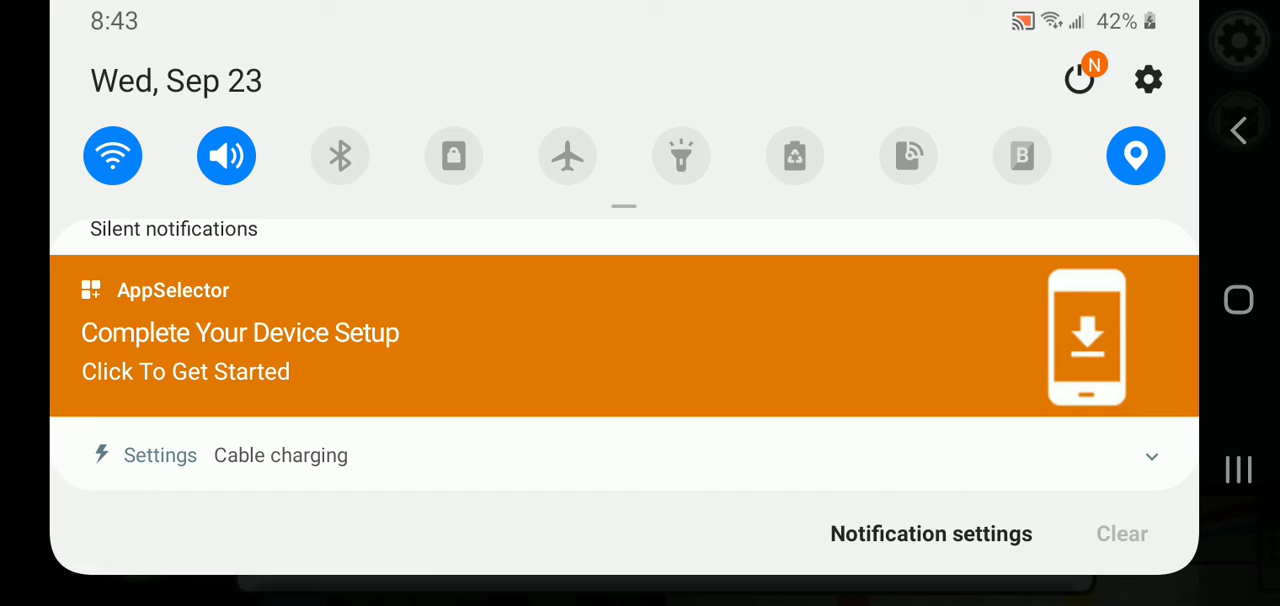 8:43
42%
Wed, Sep 23
N
B
Silent notifications
AppSelector
Complete Your Device Setup
Click To Get Started
Settings Cable charging
Notification settings Clear